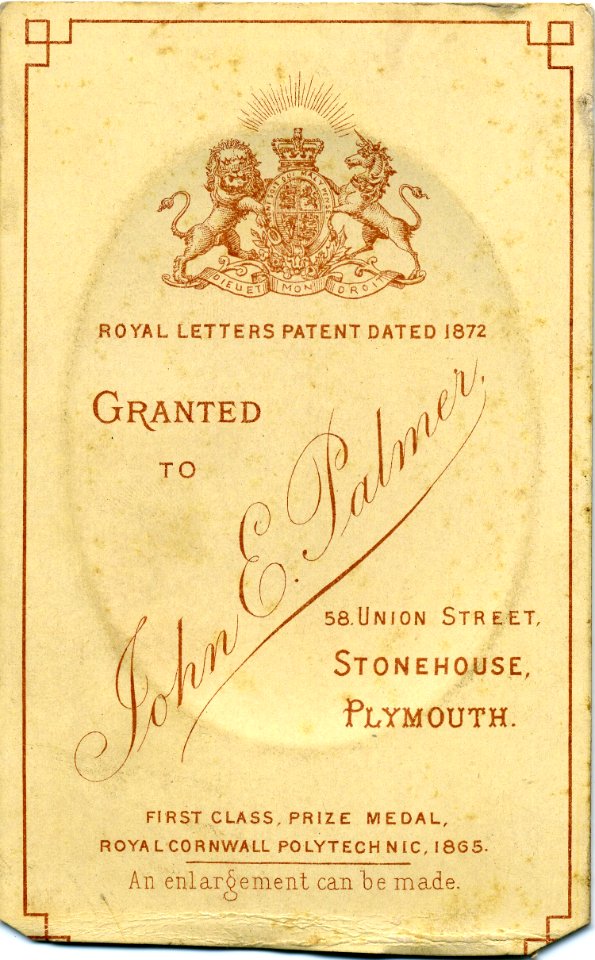 DIEU ET MON DROIT
ROYAL LETTERS PATENT DATED 1872
GRANTED
TO
John E. Palmer,
58. UNION STREET,
STONEHOUSE,
PLYMOUTH.
FIRST CLASS, PRIZE MEDAL,
ROYAL CORNWALL POLYTECHNIC, 1865.
An enlargement can be made.